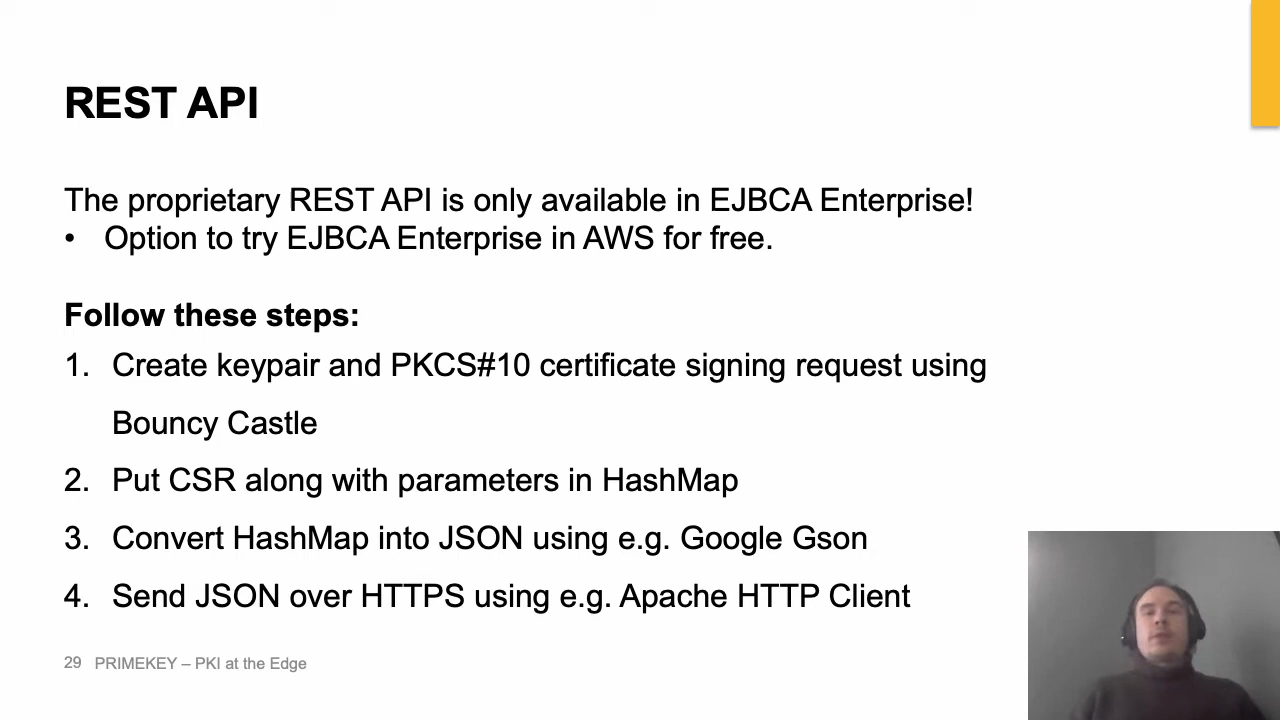 REST API
The proprietary REST API is only available in EJBCA Enterprise!
• Option to try EJBCA Enterprise in AWS for free.
Follow these steps:
1. Create keypair and PKCS#10 certificate signing request using
Bouncy Castle
2. Put CSR along with parameters in HashMap
3. Convert HashMap into JSON using e.g. Google Gson
4. Send JSON over HTTPS using e.g. Apache HTTP Client
29 PRIMEKEY – PKI at the Edge